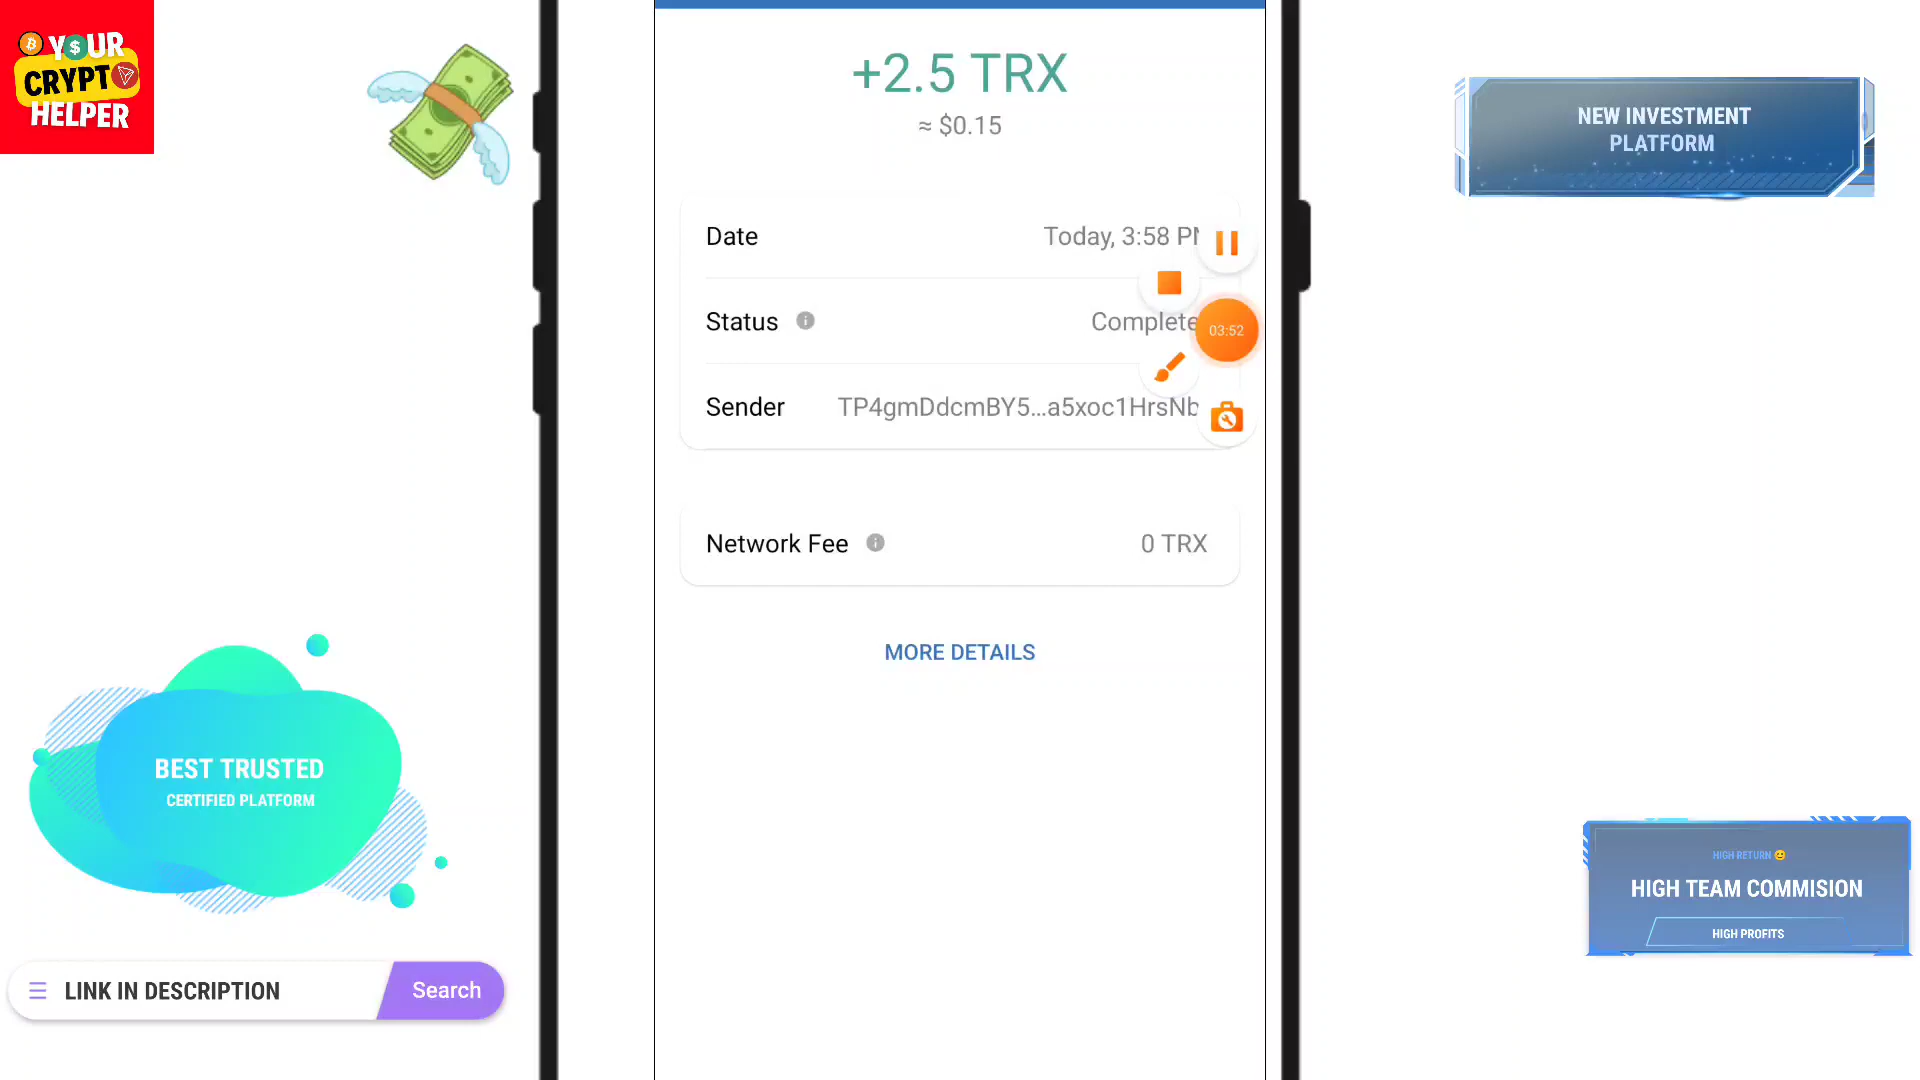 YOUR
CRYPTO
HELPER
+2.5 TRX
≈ $0.15
NEW INVESTMENT
PLATFORM
Date
Today, 3:58 PM
Status
Complete
03:52
Sender
TP4gmDdcmBY5...a5xoc1HrsNb
Network Fee
0 TRX
MORE DETAILS
BEST TRUSTED
CERTIFIED PLATFORM
HIGH RETURN 😊
HIGH TEAM COMMISION
HIGH PROFITS
LINK IN DESCRIPTION
Search